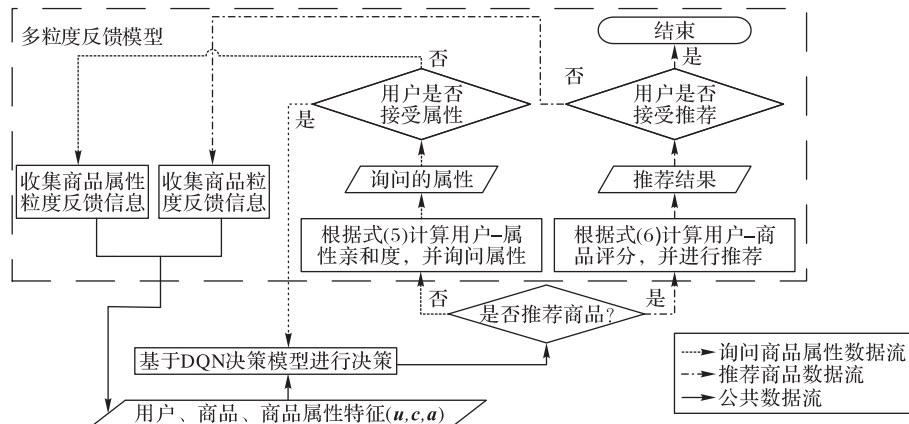 多粒度反馈模型
结束
是
否
否
用户是否
接受属性
用户是否
接受推荐
是
收集商品属性
粒度反馈信息
收集商品粒
度反馈信息
询问的属性
推荐结果
根据式(5)计算用户–属
性亲和度，并询问属性
根据式(6)计算用户–商
品评分，并进行推荐
否
是否推荐商品?
是
基于DQN决策模型进行决策
用户、商品、商品属性特征(u,c,a)
询问商品属性数据流
推荐商品数据流
公共数据流